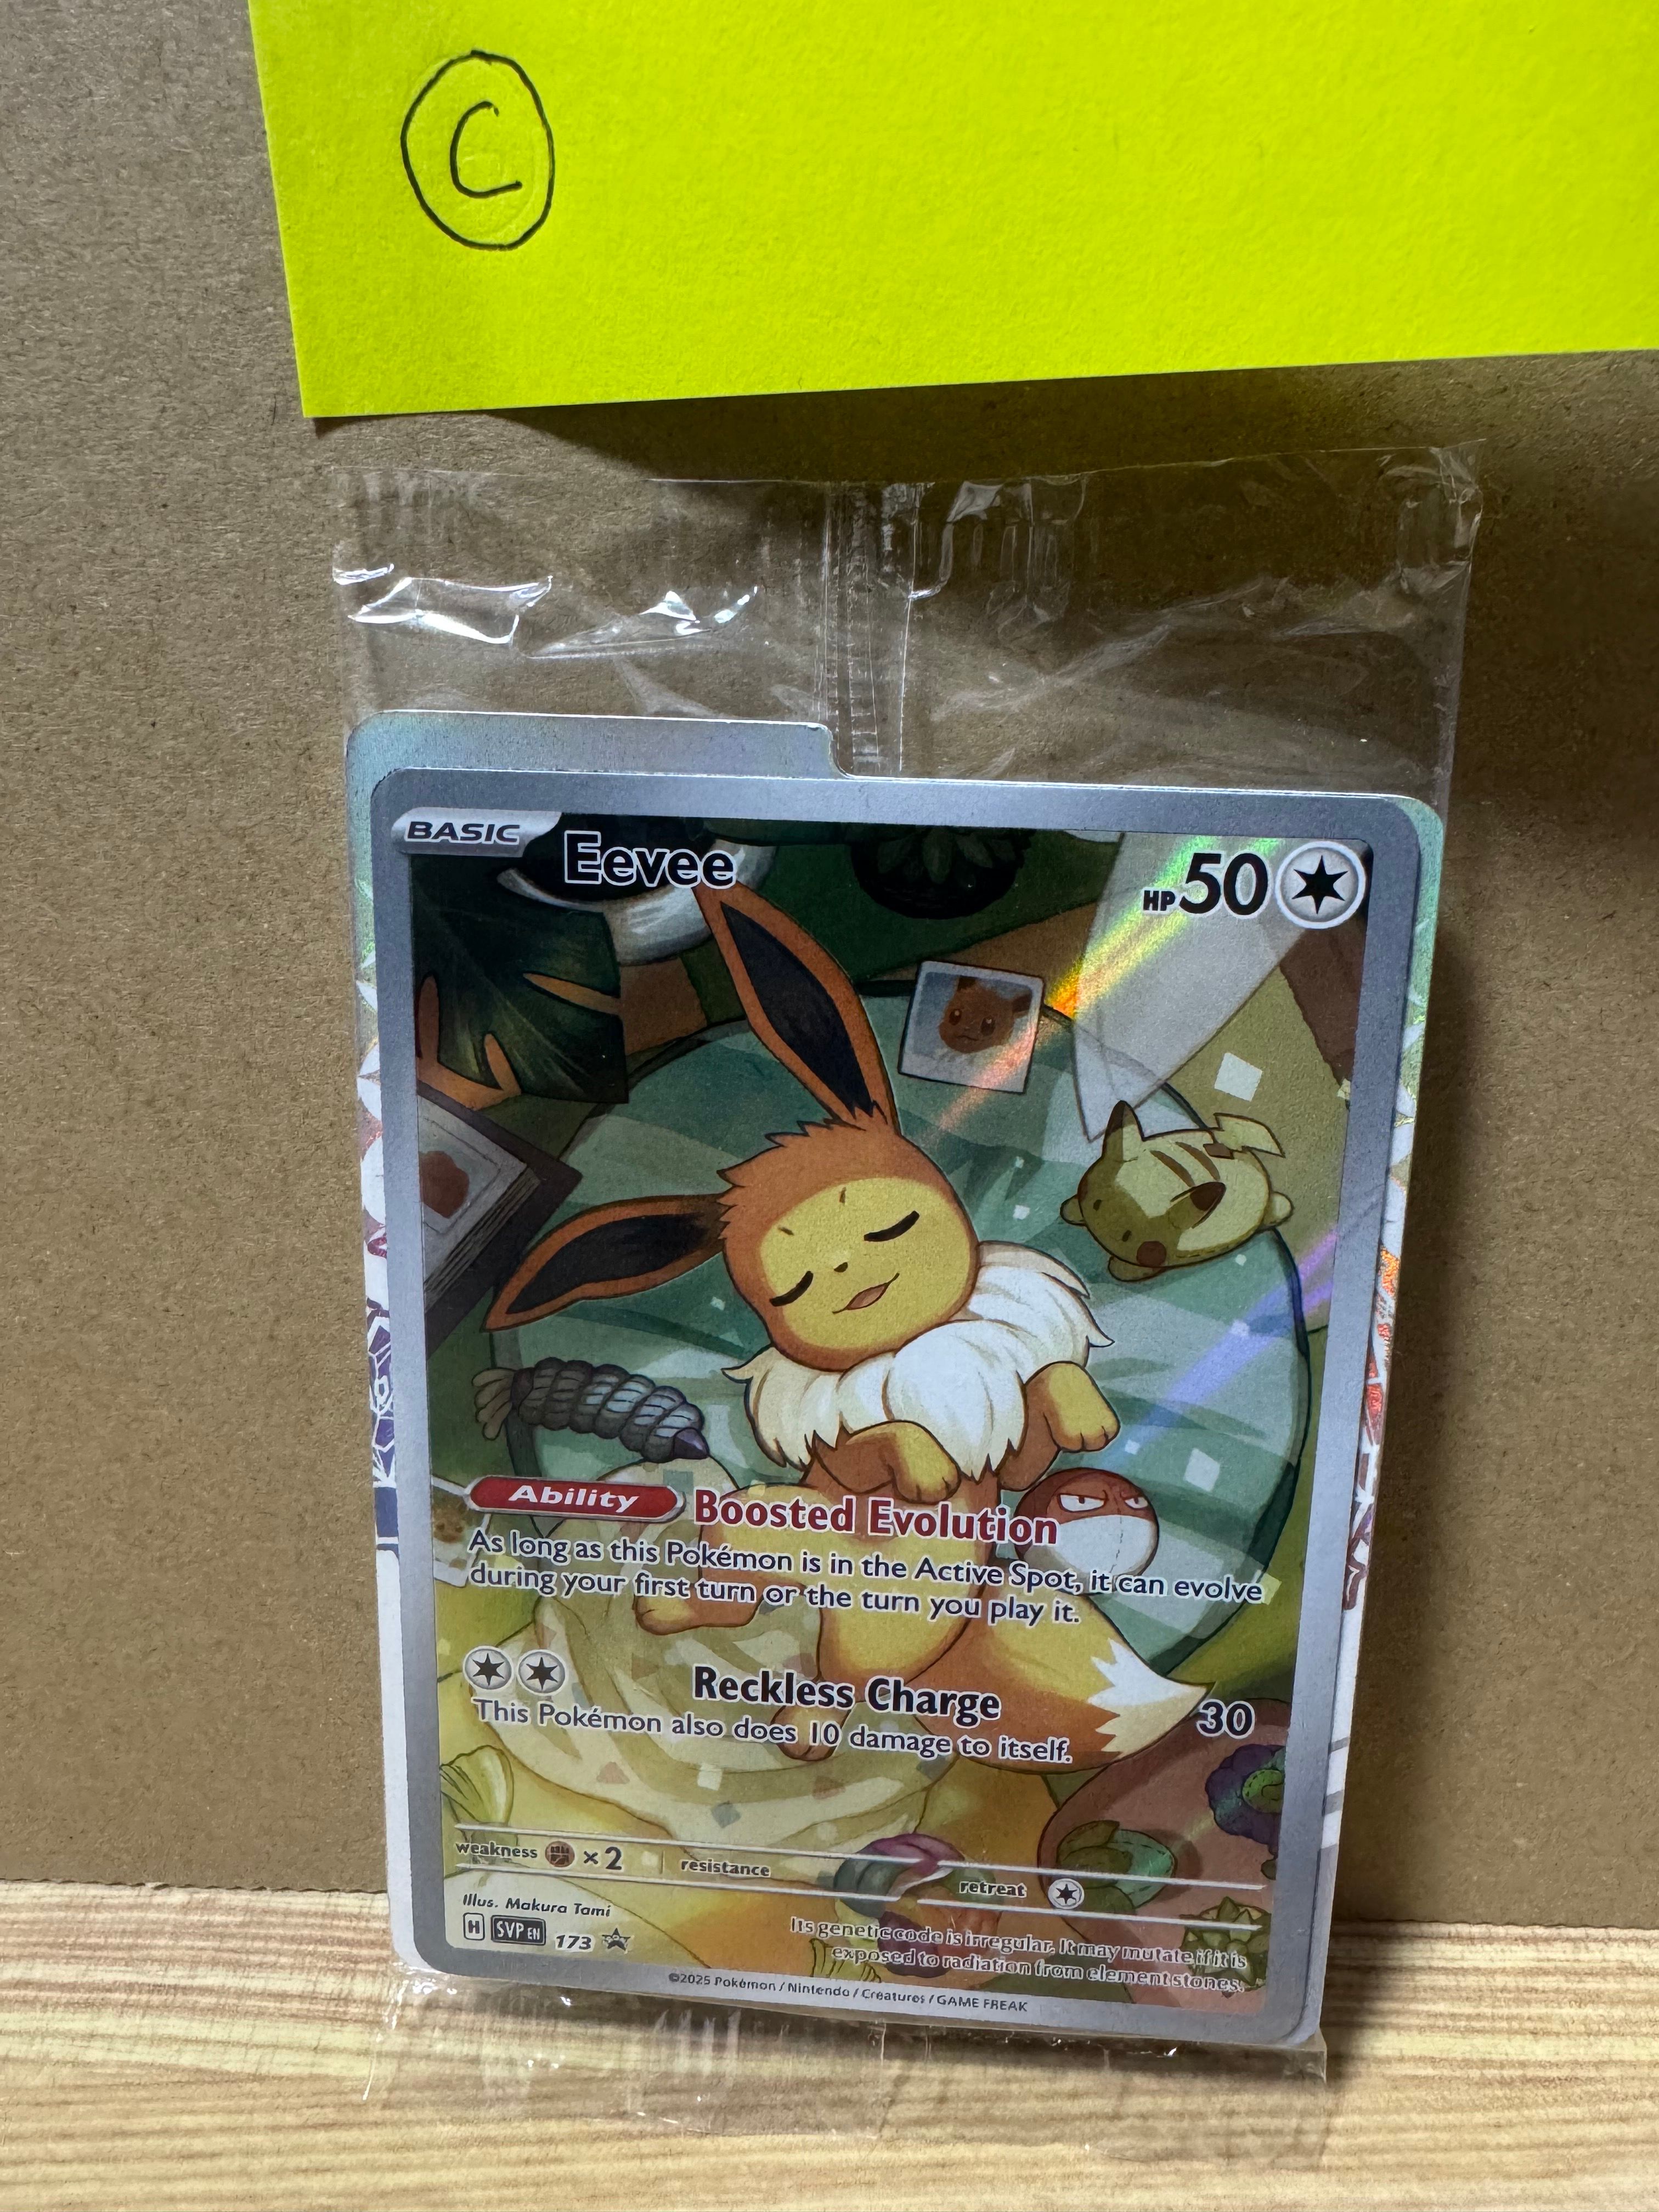 C
BASIC Eevee HP 50
Ability Boosted Evolution
As long as this Pokémon is in the Active Spot, it can evolve
during your first turn or the turn you play it.
Reckless Charge 30
This Pokémon also does 10 damage to itself.
weakness ×2 resistance retreat
Illus. Makura Tami
H SVP EN 173
Its genetic code is irregular. It may mutate if it is
exposed to radiation from element stones.
©2025 Pokémon / Nintendo / Creatures / GAME FREAK